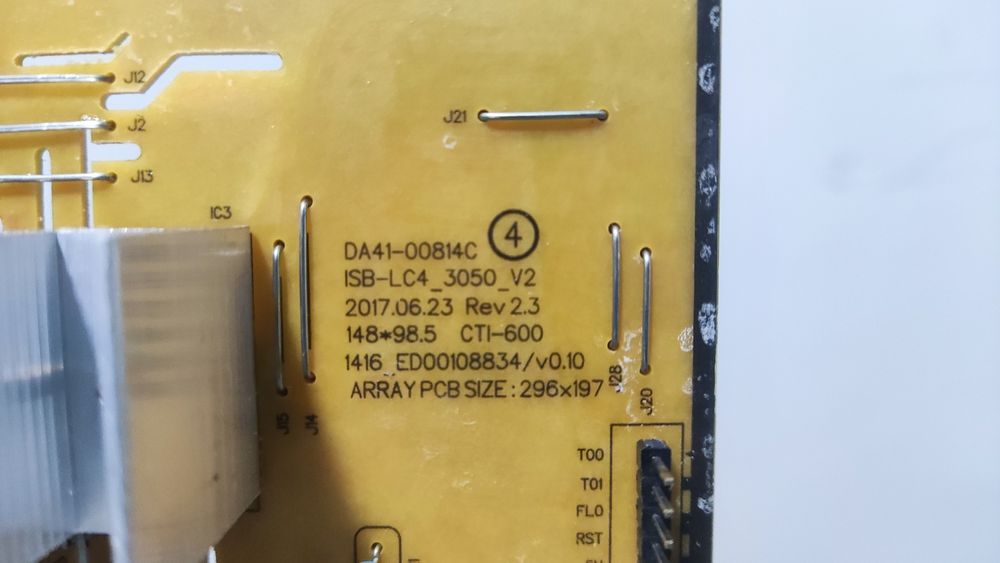 J12
J2
J13
J21
IC3
4
DA41-00814C
ISB-LC4_3050_V2
2017.06.23 Rev 2.3
148*98.5 CTI-600
1416_ED00108834/v0.10
ARRAY PCB SIZE : 296x197
J15
J14
J28
J20
T00
T01
FL0
RST